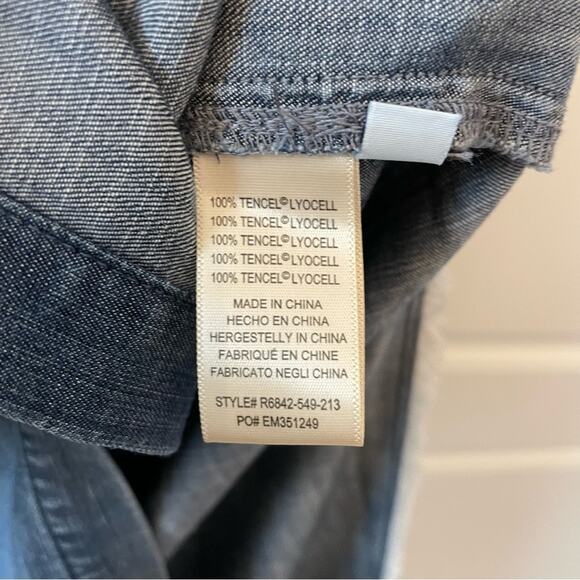 100% TENCEL©LYOCELL
100% TENCEL©LYOCELL
100% TENCEL©LYOCELL
100% TENCEL©LYOCELL
100% TENCEL©LYOCELL
MADE IN CHINA
HECHO EN CHINA
HERGESTELLY IN CHINA
FABRIQUÉ EN CHINE
FABRICATO NEGLI CHINA
STYLE# R6842-549-213
PO# EM351249